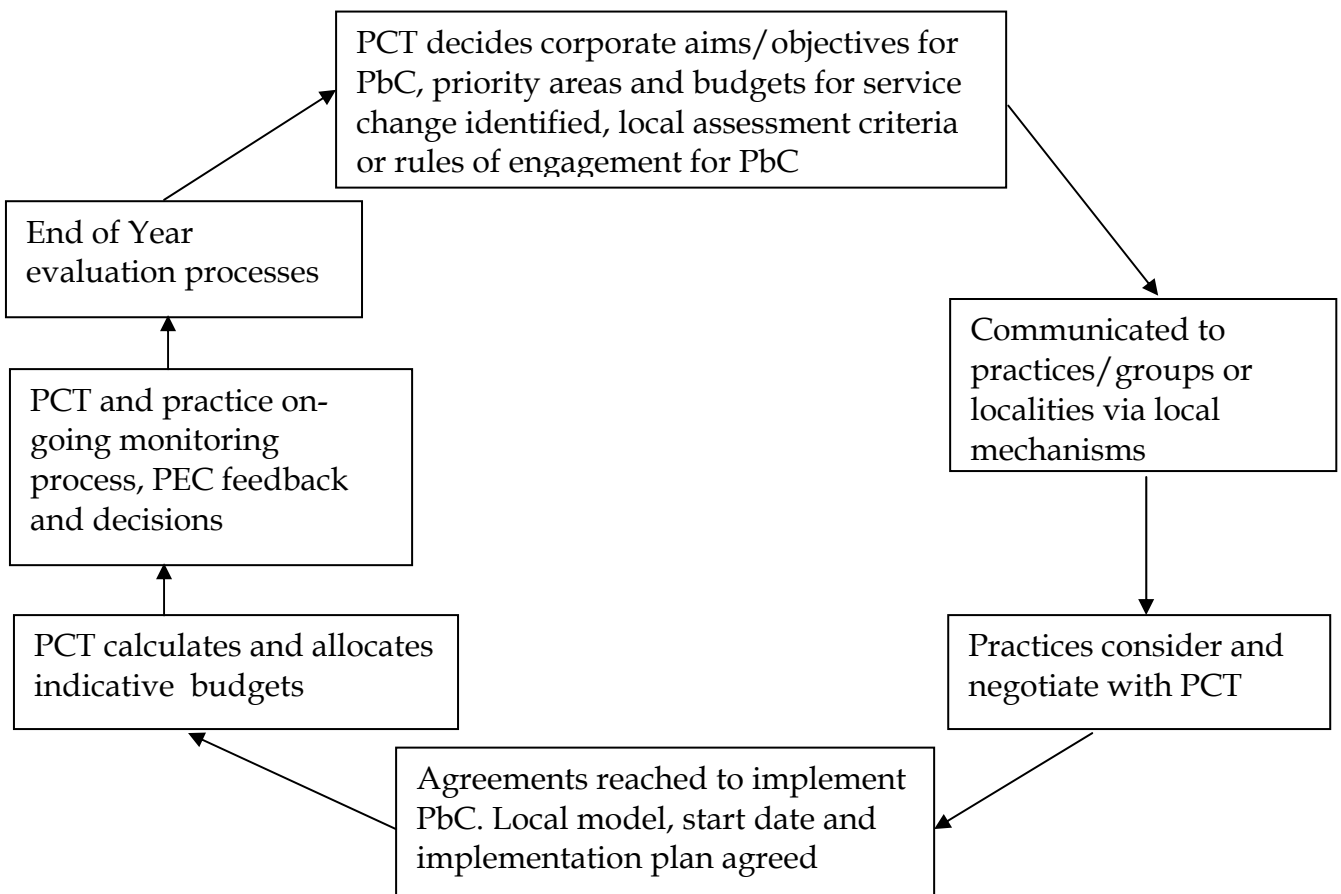 PCT decides corporate aims/objectives for
PbC, priority areas and budgets for service
change identified, local assessment criteria
or rules of engagement for PbC
Communicated to
practices/groups or
localities via local
mechanisms
Practices consider and
negotiate with PCT
Agreements reached to implement
PbC. Local model, start date and
implementation plan agreed
PCT calculates and allocates
indicative budgets
PCT and practice on-
going monitoring
process, PEC feedback
and decisions
End of Year
evaluation processes